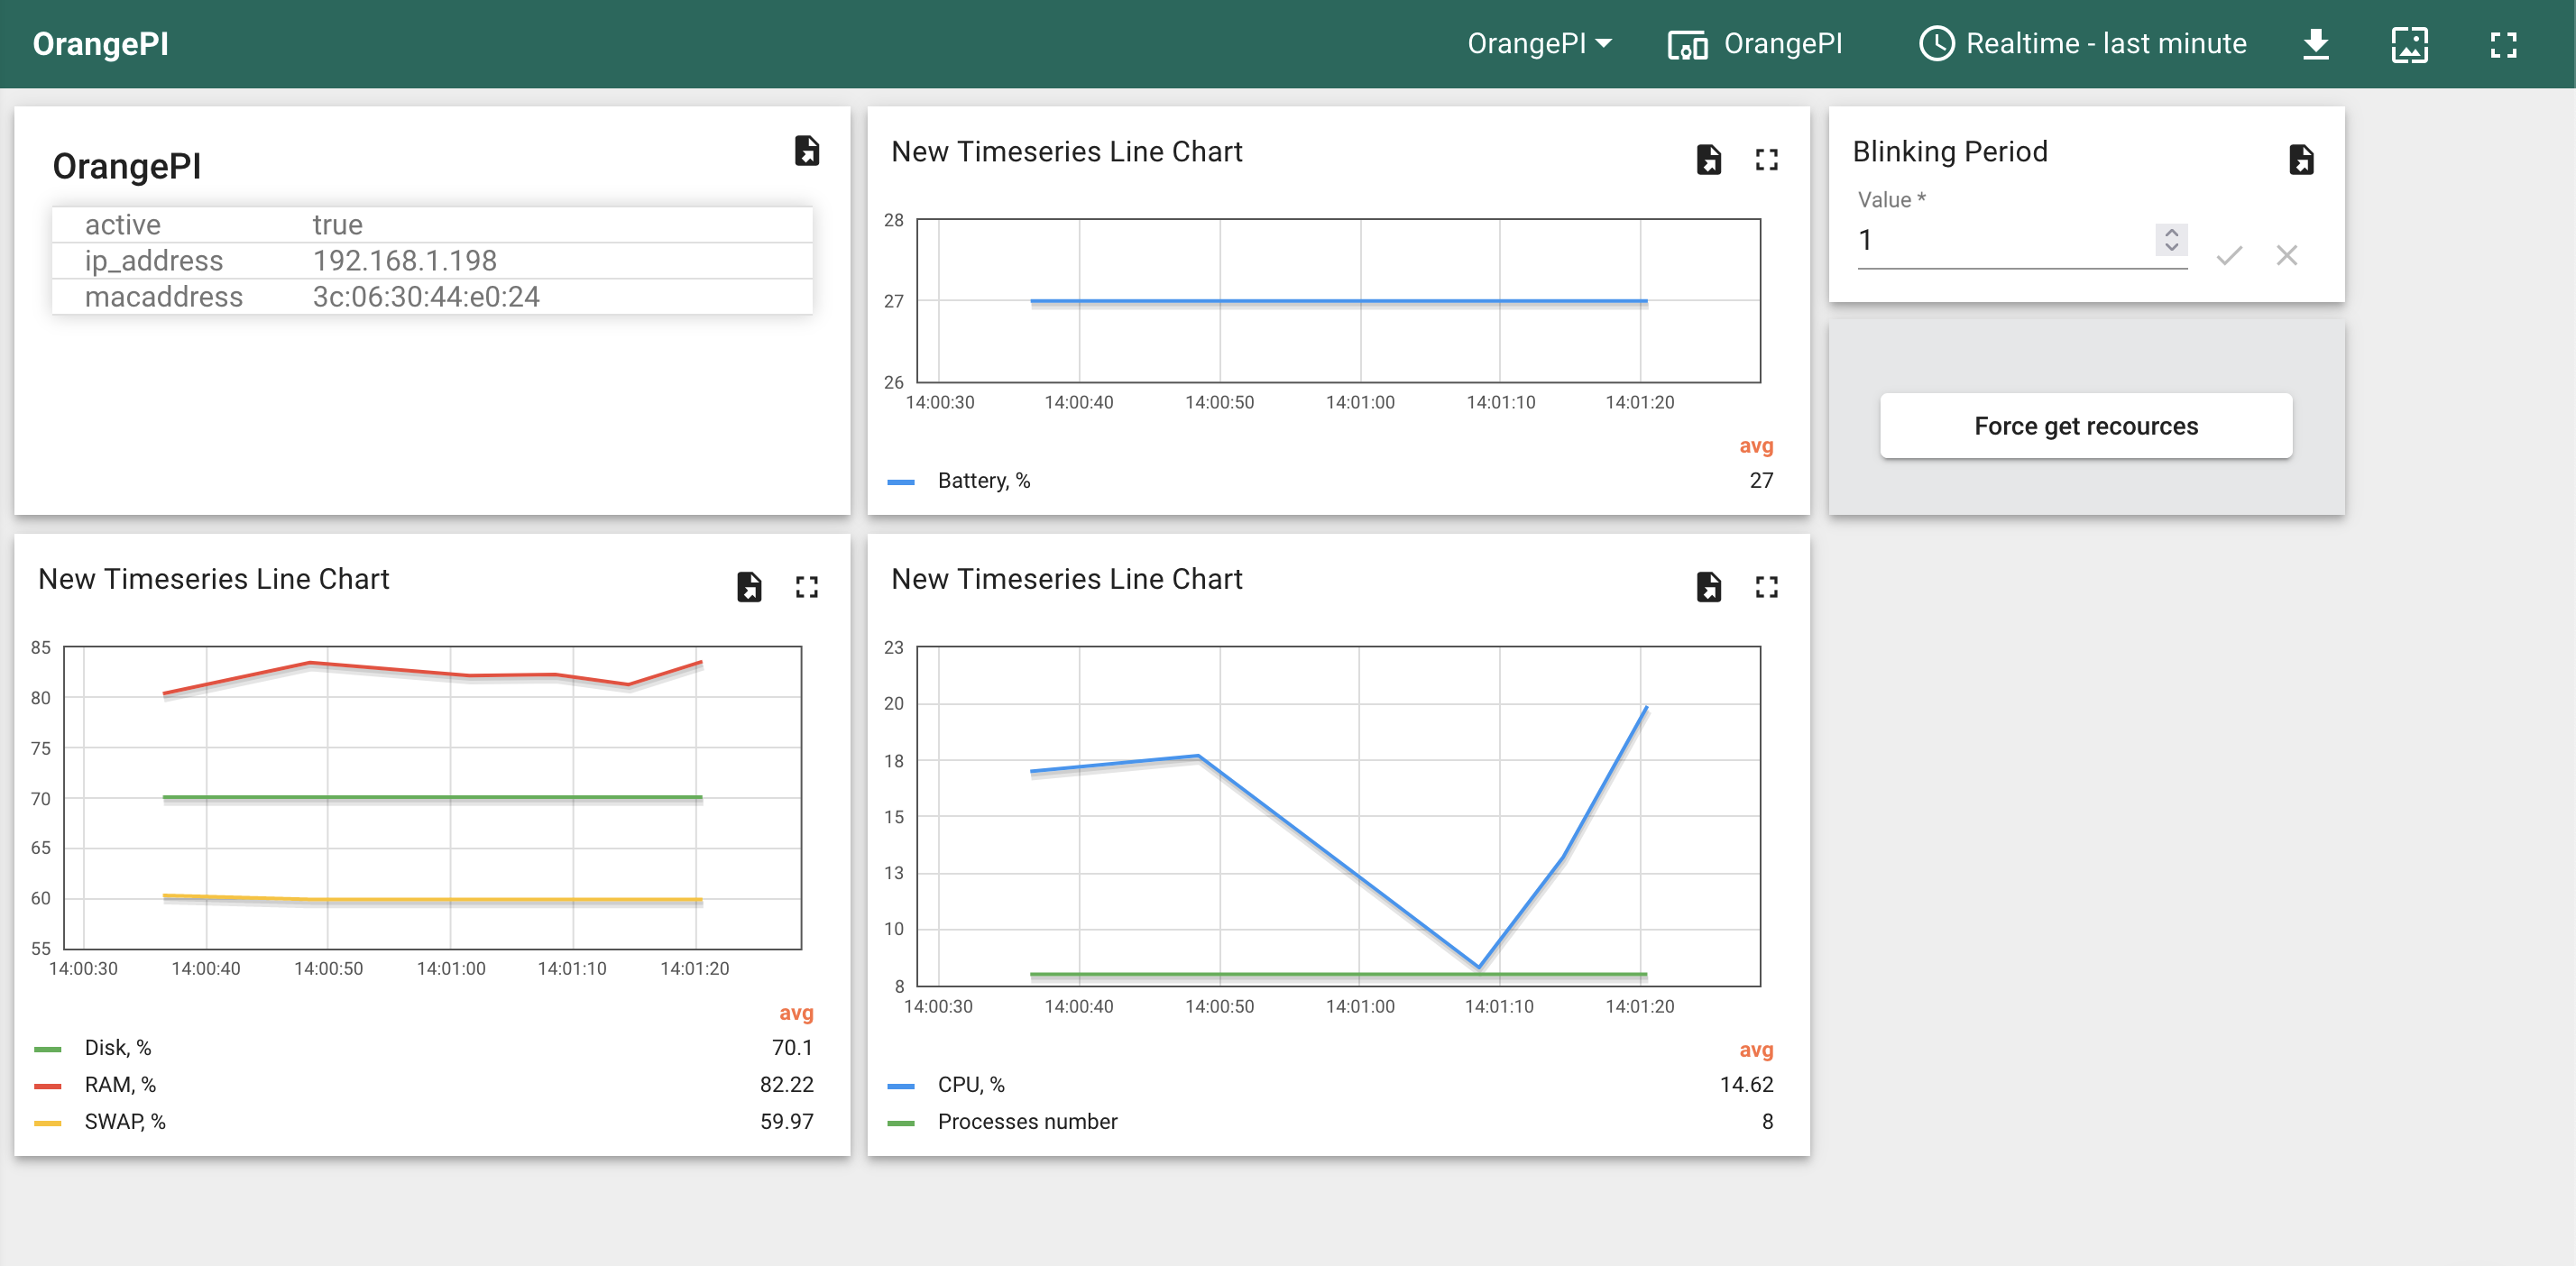 OrangePI
OrangePI
OrangePI
Realtime - last minute
OrangePI
active true
ip_address 192.168.1.198
macaddress 3c:06:30:44:e0:24
New Timeseries Line Chart
28
27
26
14:00:30 14:00:40 14:00:50 14:01:00 14:01:10 14:01:20
avg
Battery, % 27
Blinking Period
Value *
1
Force get recources
New Timeseries Line Chart
85
80
75
70
65
60
55
14:00:30 14:00:40 14:00:50 14:01:00 14:01:10 14:01:20
avg
Disk, % 70.1
RAM, % 82.22
SWAP, % 59.97
New Timeseries Line Chart
23
20
18
15
13
10
8
14:00:30 14:00:40 14:00:50 14:01:00 14:01:10 14:01:20
avg
CPU, % 14.62
Processes number 8